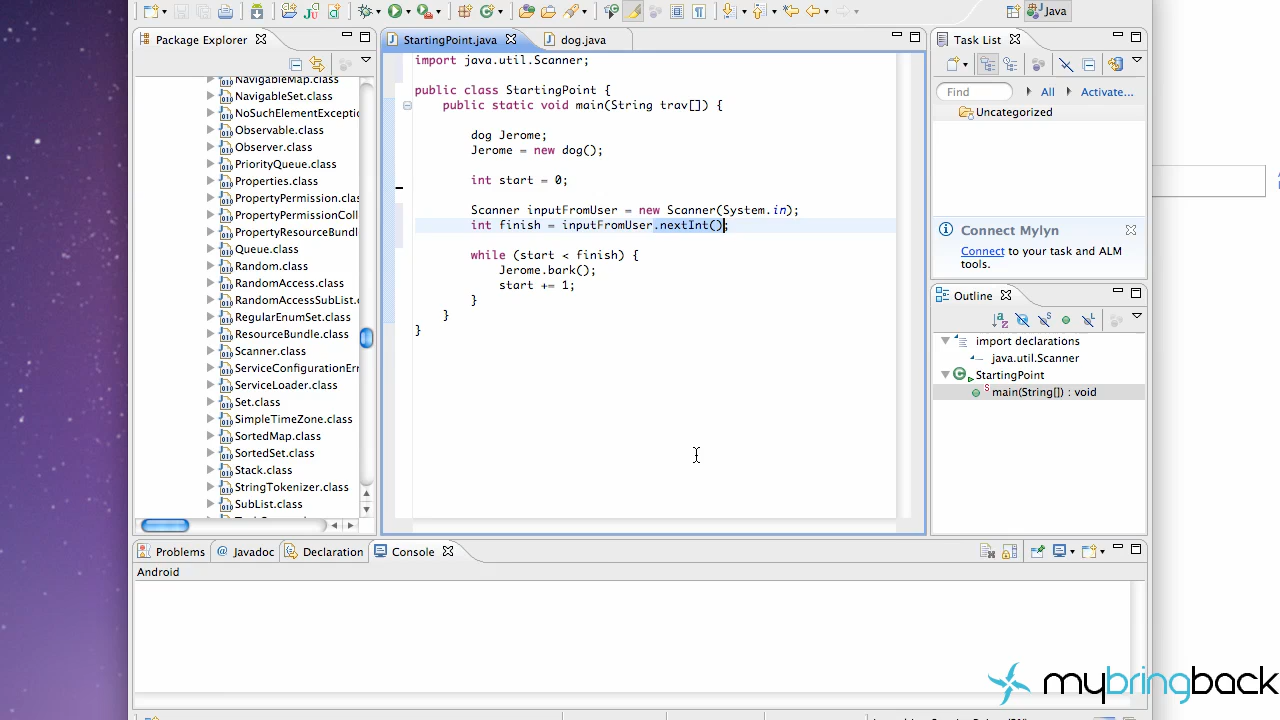 Java
Package Explorer
StartingPoint.java
dog.java
Task List
NavigableMap.class
NavigableSet.class
NoSuchElementExceptio
Observable.class
Observer.class
PriorityQueue.class
Properties.class
PropertyPermission.clas
PropertyPermissionColl
PropertyResourceBundl
Queue.class
Random.class
RandomAccess.class
RandomAccessSubList.c
RegularEnumSet.class
ResourceBundle.class
Scanner.class
ServiceConfigurationErr
ServiceLoader.class
Set.class
SimpleTimeZone.class
SortedMap.class
SortedSet.class
Stack.class
StringTokenizer.class
SubList.class
import java.util.Scanner;
public class StartingPoint {
public static void main(String trav[]) {
dog Jerome;
Jerome = new dog();
int start = 0;
Scanner inputFromUser = new Scanner(System.in);
int finish = inputFromUser.nextInt();
while (start < finish) {
Jerome.bark();
start += 1;
}
}
}
Find
All
Activate...
Uncategorized
Connect Mylyn
Connect to your task and ALM
tools.
Outline
import declarations
java.util.Scanner
StartingPoint
main(String[]) : void
Problems
Javadoc
Declaration
Console
Android
mybringback